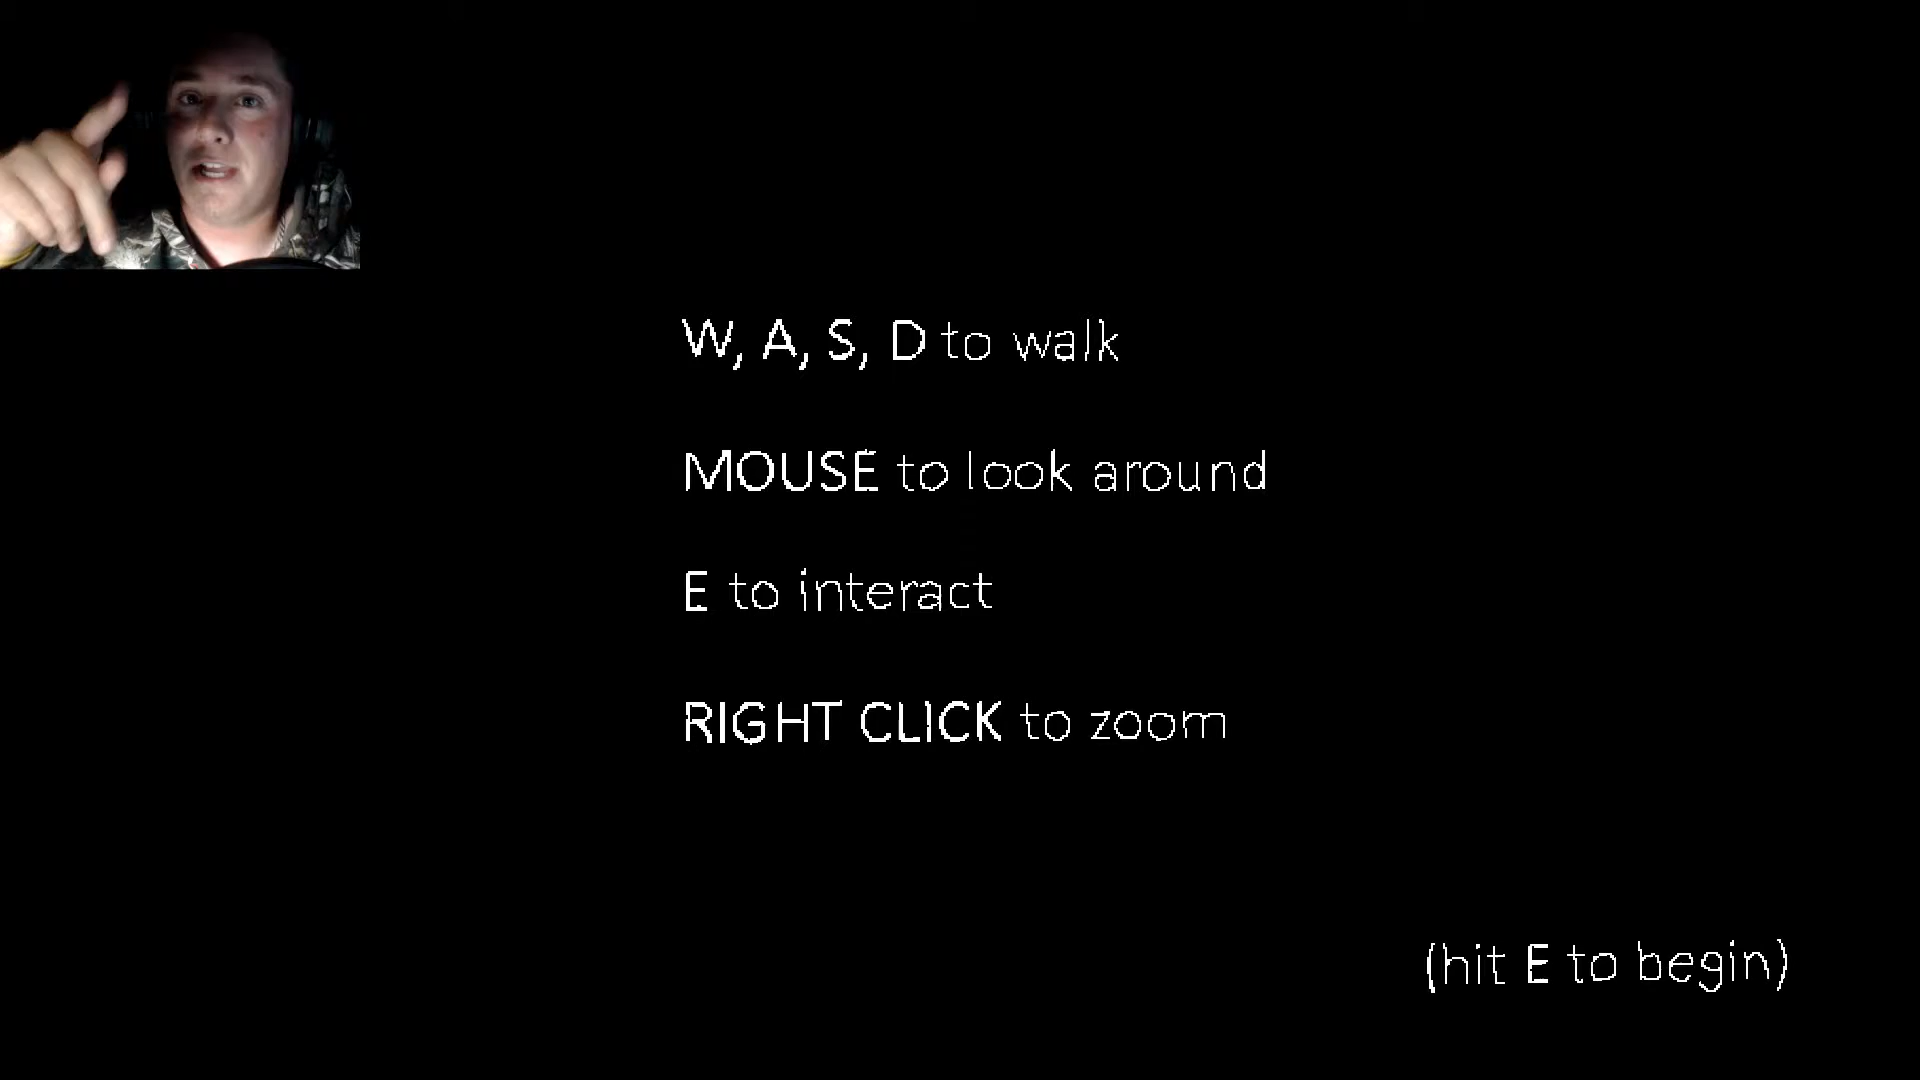 W, A, S, D to walk
MOUSE to look around
E to interact
RIGHT CLICK to zoom
(hit E to begin)